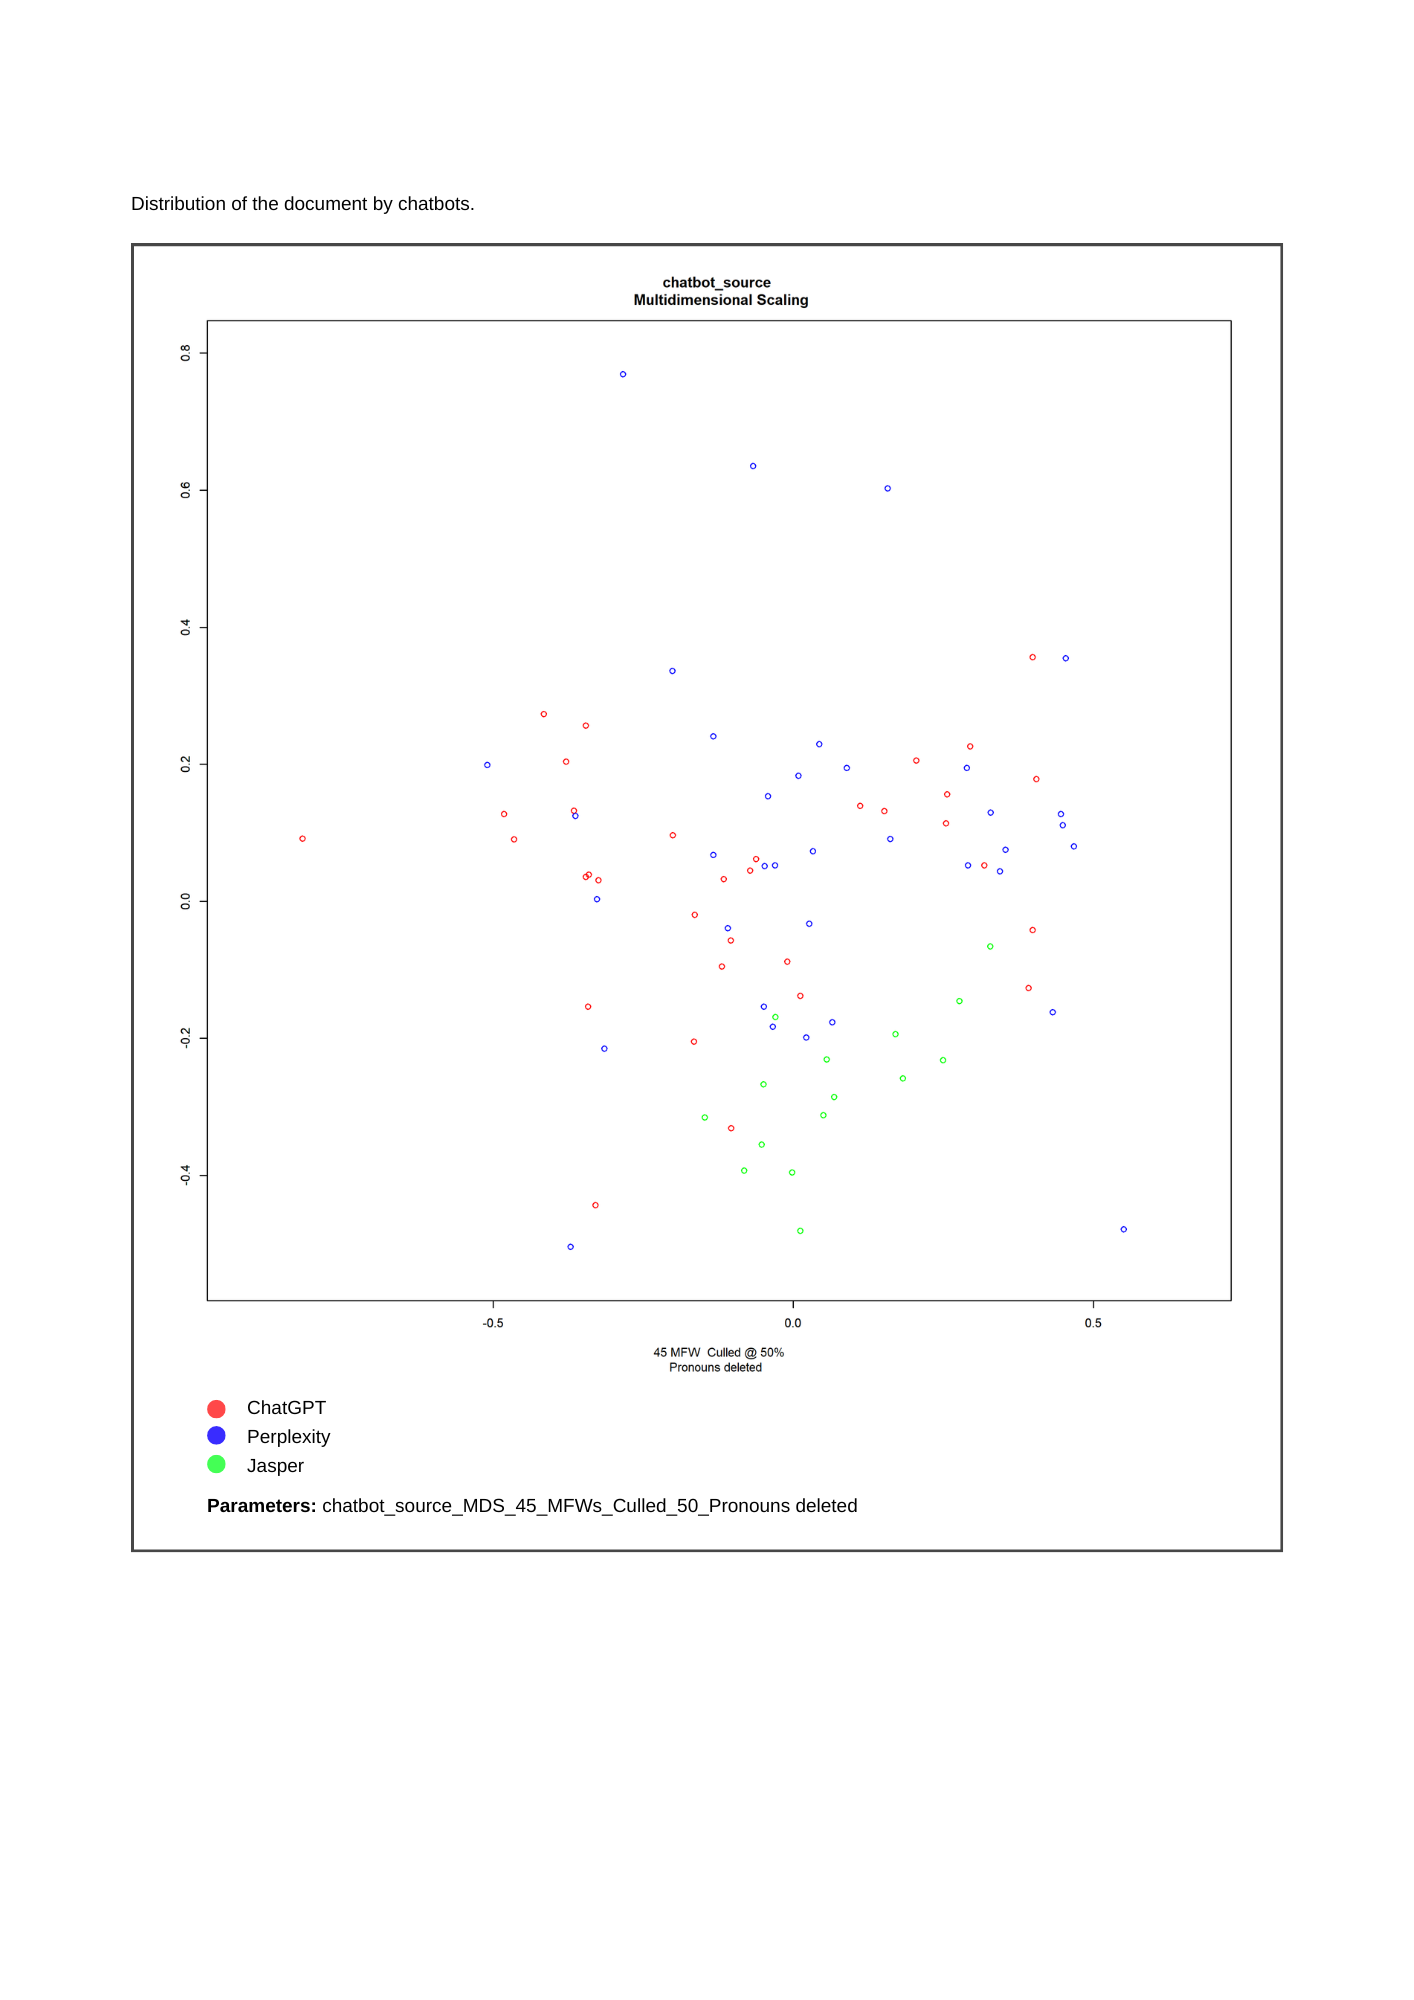 Distribution of the document by chatbots.
chatbot_source
Multidimensional Scaling
0.8
0.6
0.4
0.2
0.0
-0.2
-0.4
-0.5 0.0 0.5
45 MFW Culled @ 50%
Pronouns deleted
ChatGPT
Perplexity
Jasper
Parameters: chatbot_source_MDS_45_MFWs_Culled_50_Pronouns deleted